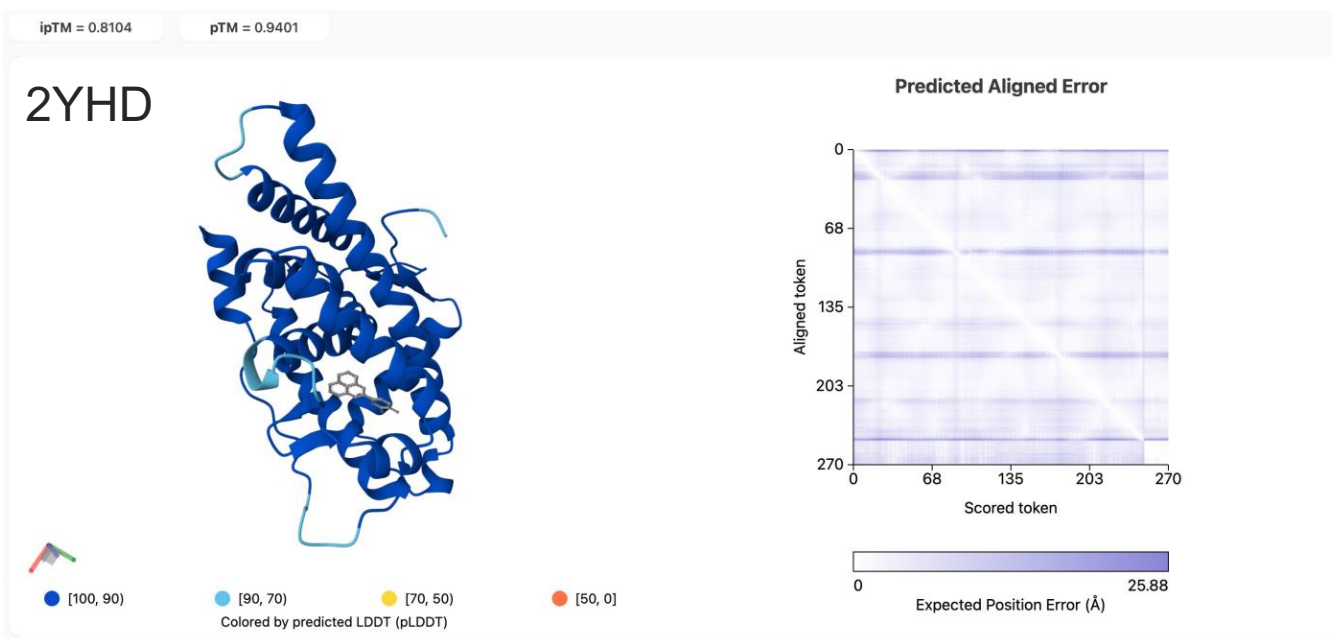 ipTM = 0.8104 pTM = 0.9401
2YHD
Predicted Aligned Error
Aligned token
0
68
135
203
270
0 68 135 203 270
Scored token
0 25.88
Expected Position Error (Å)
[100, 90) [90, 70) [70, 50) [50, 0]
Colored by predicted LDDT (pLDDT)